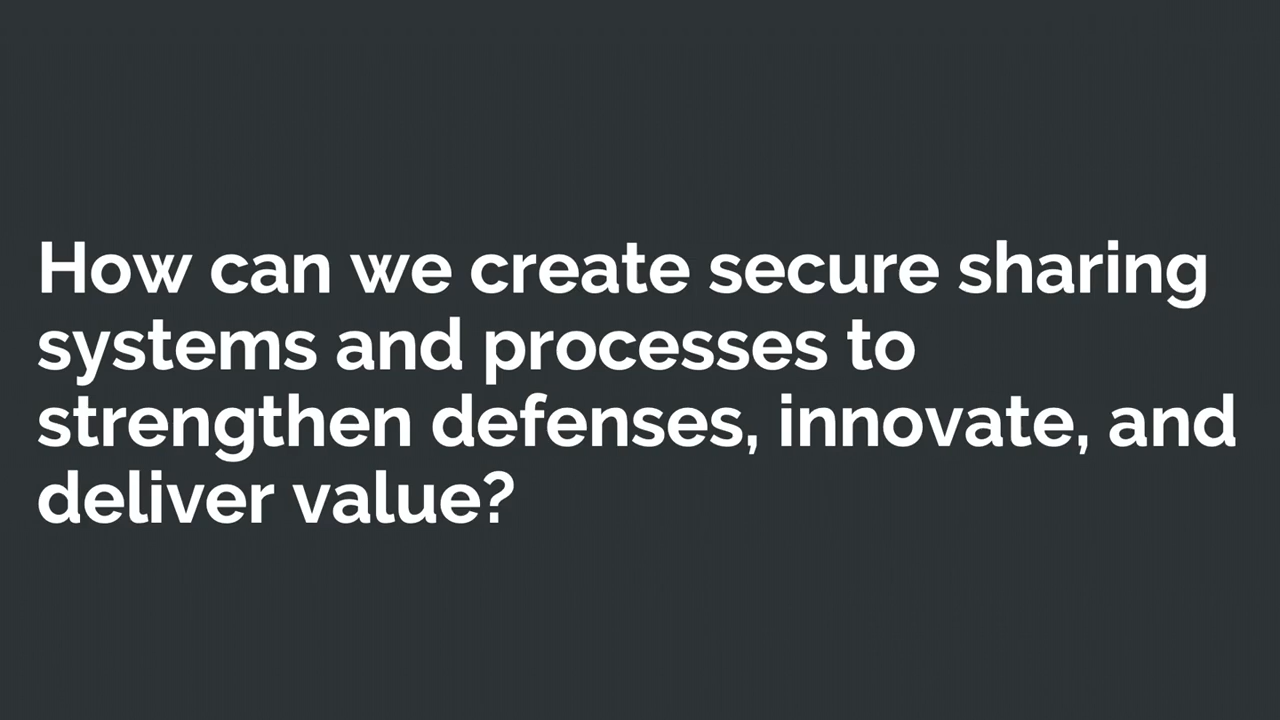 How can we create secure sharing
systems and processes to
strengthen defenses, innovate, and
deliver value?